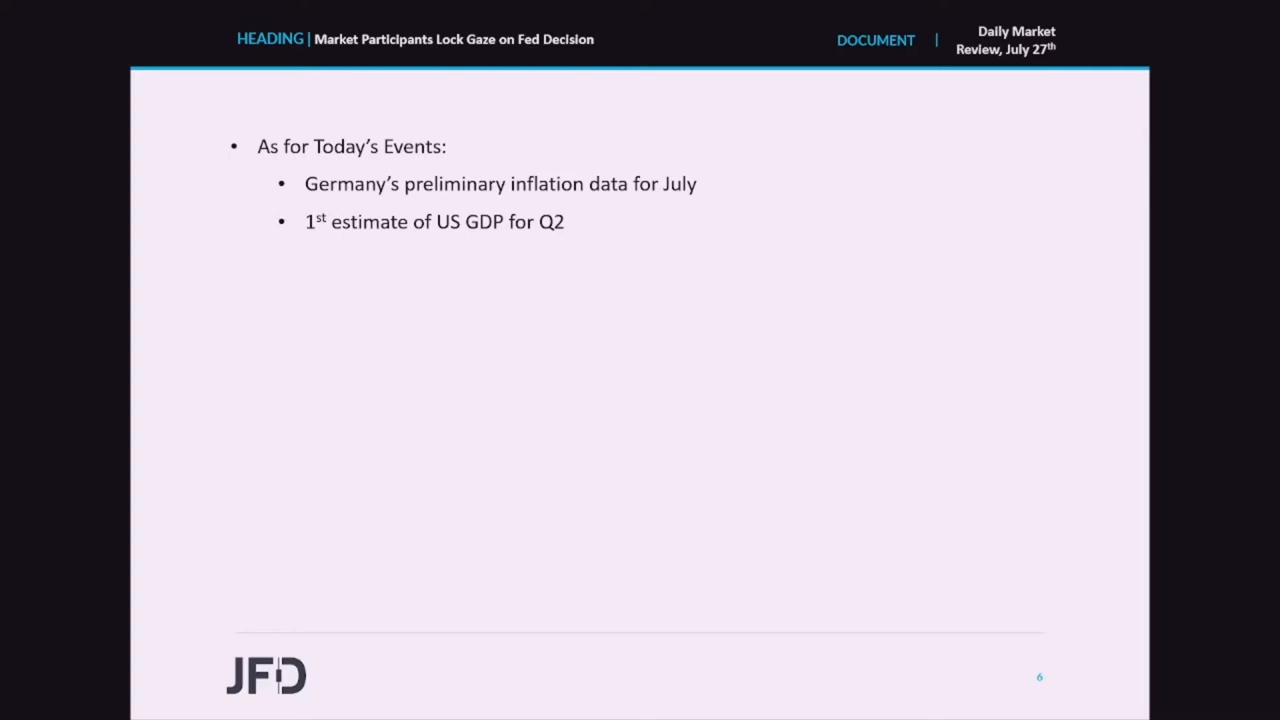 HEADING | Market Participants Lock Gaze on Fed Decision
DOCUMENT |
Daily Market
Review, July 27th
• As for Today's Events:
• Germany's preliminary inflation data for July
• 1st estimate of US GDP for Q2
JFD
6